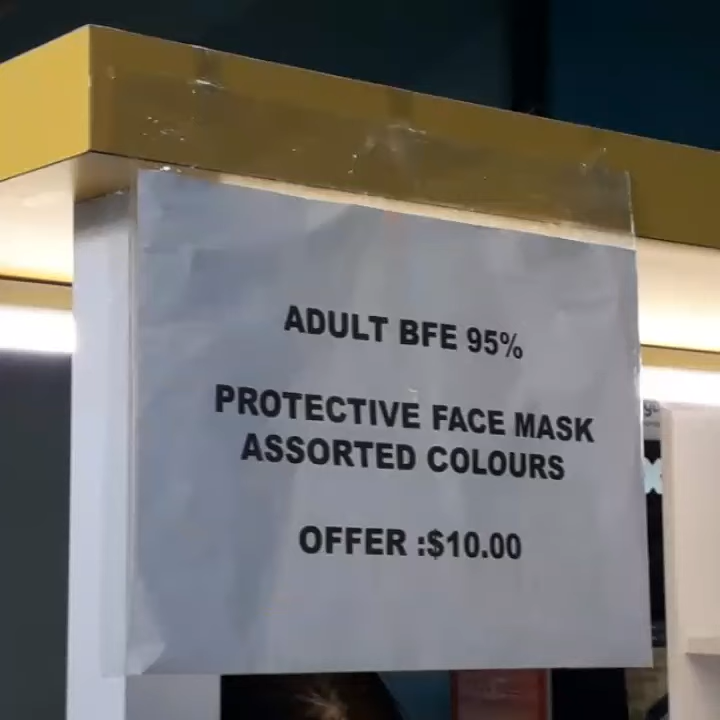 ADULT BFE 95%
PROTECTIVE FACE MASK
ASSORTED COLOURS
OFFER :$10.00